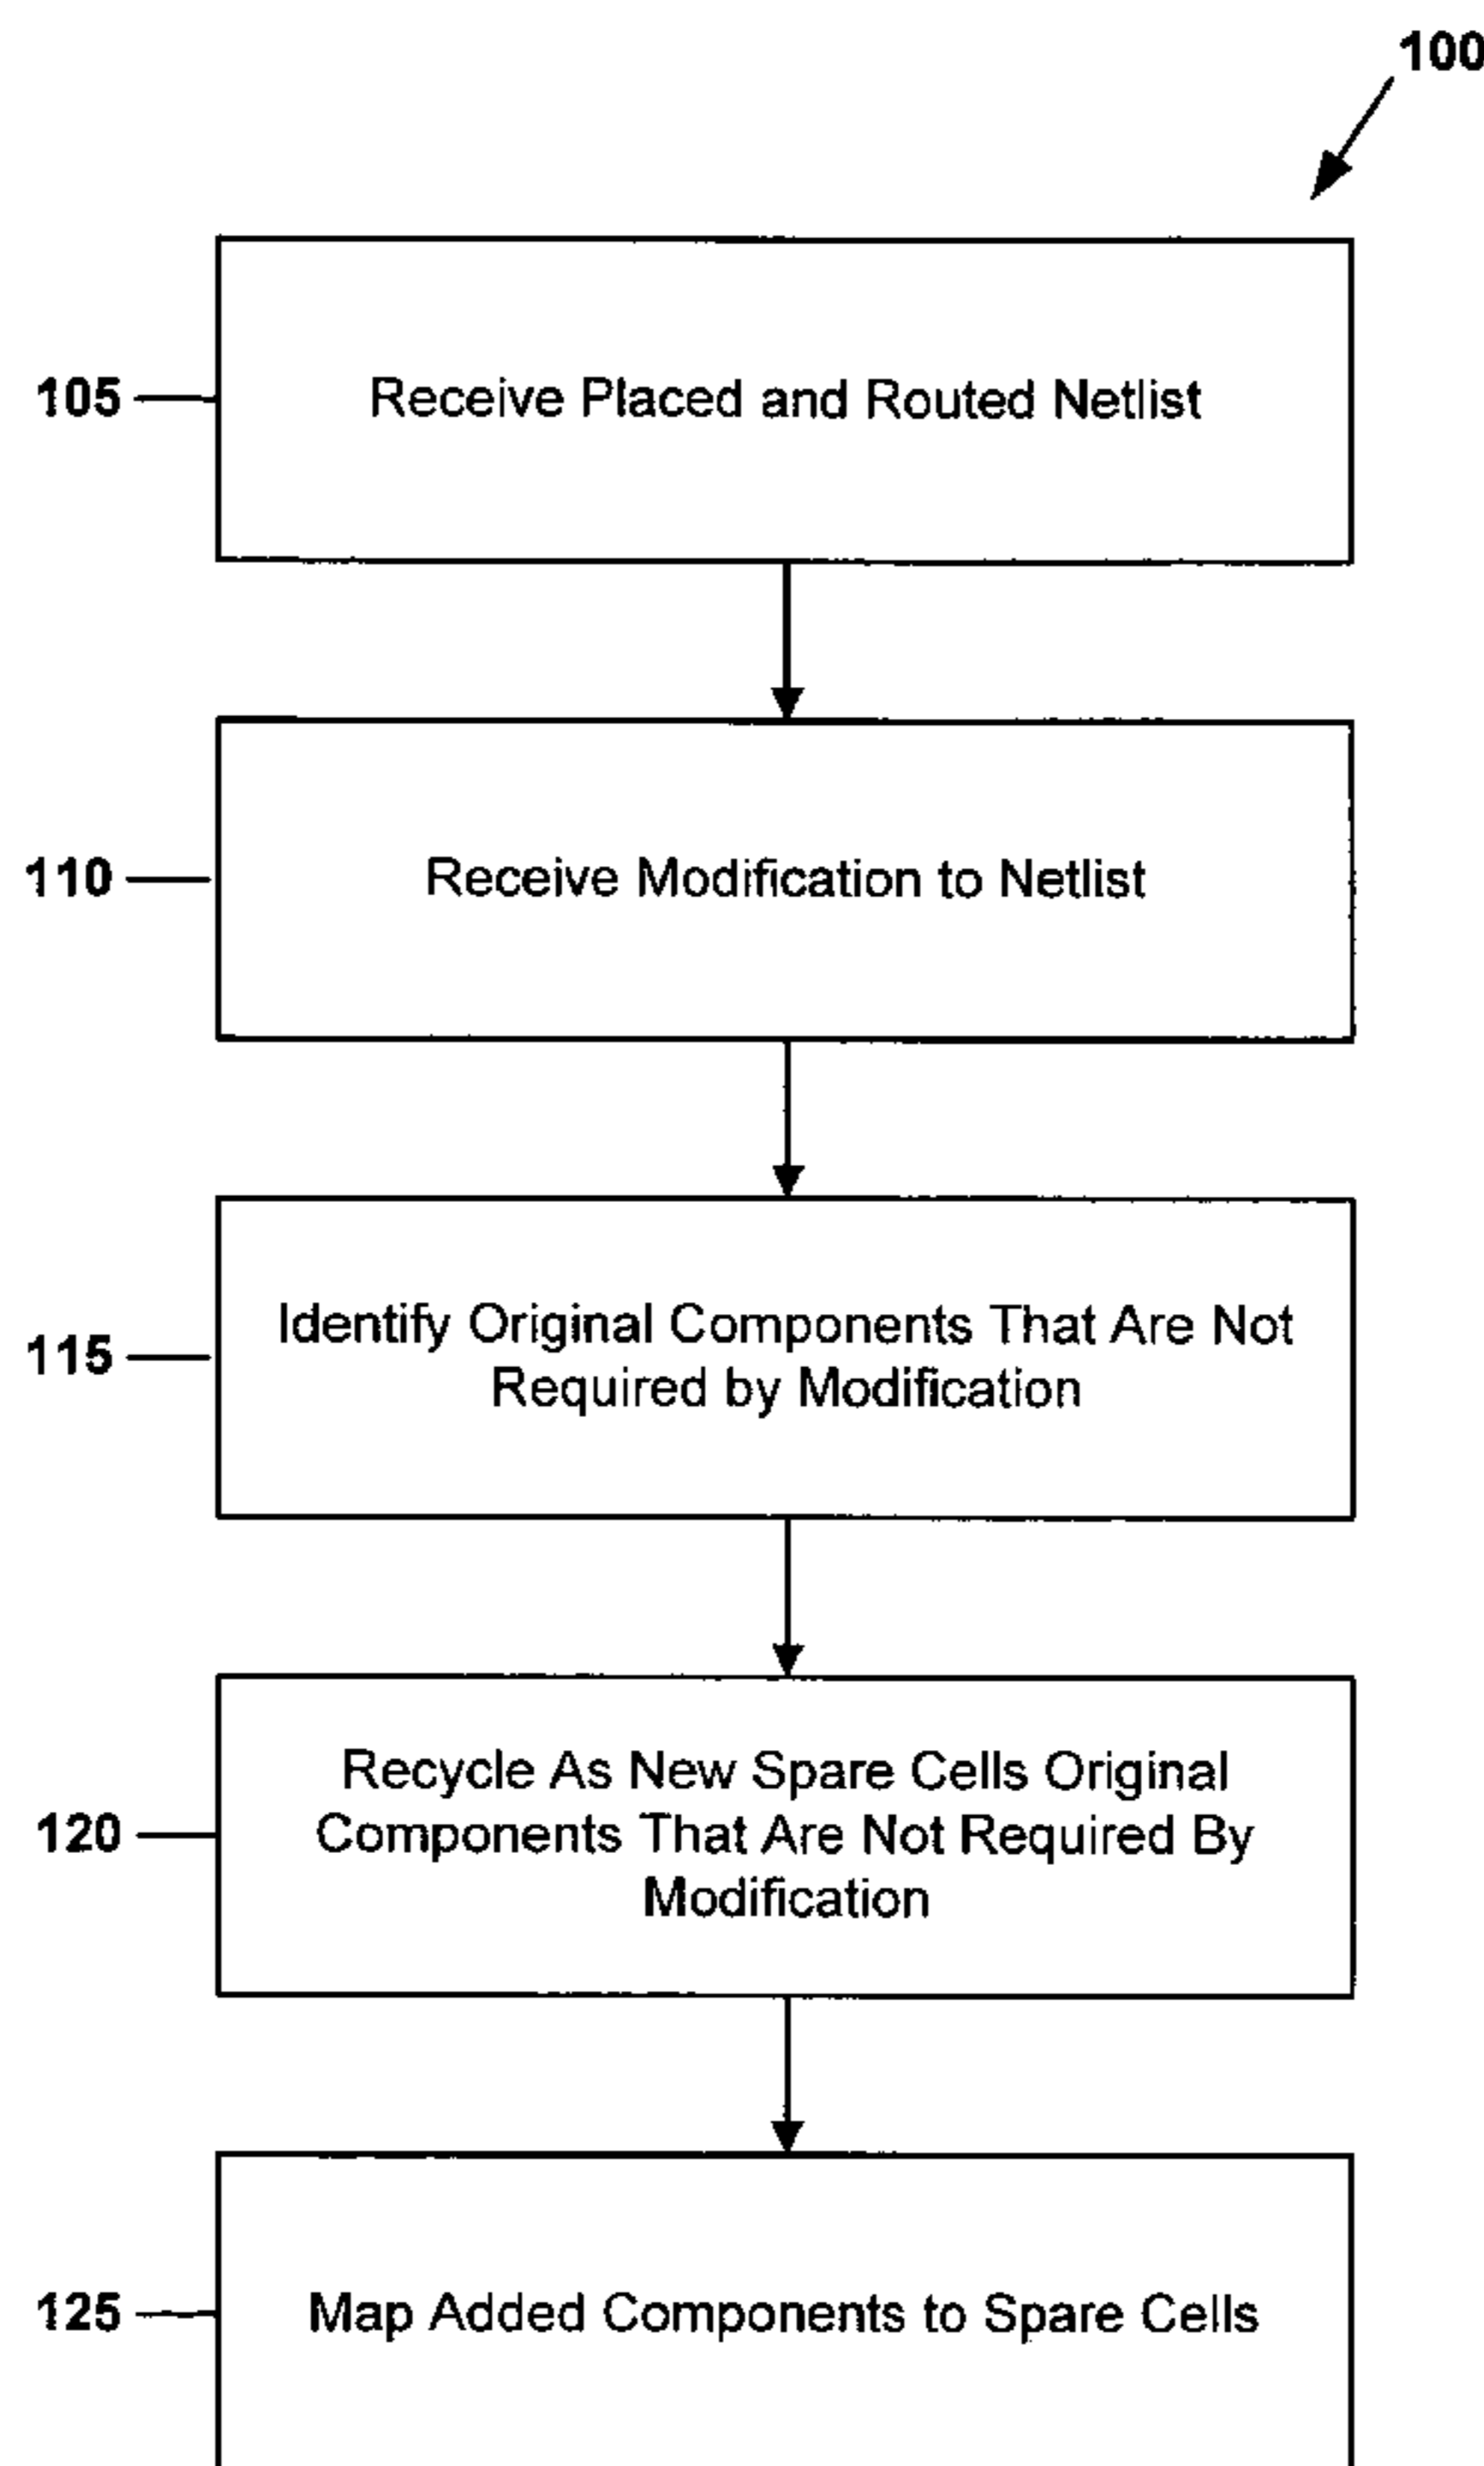 100
105
Receive Placed and Routed Netlist
110
Receive Modification to Netlist
115
Identify Original Components That Are Not
Required by Modification
120
Recycle As New Spare Cells Original
Components That Are Not Required By
Modification
125
Map Added Components to Spare Cells